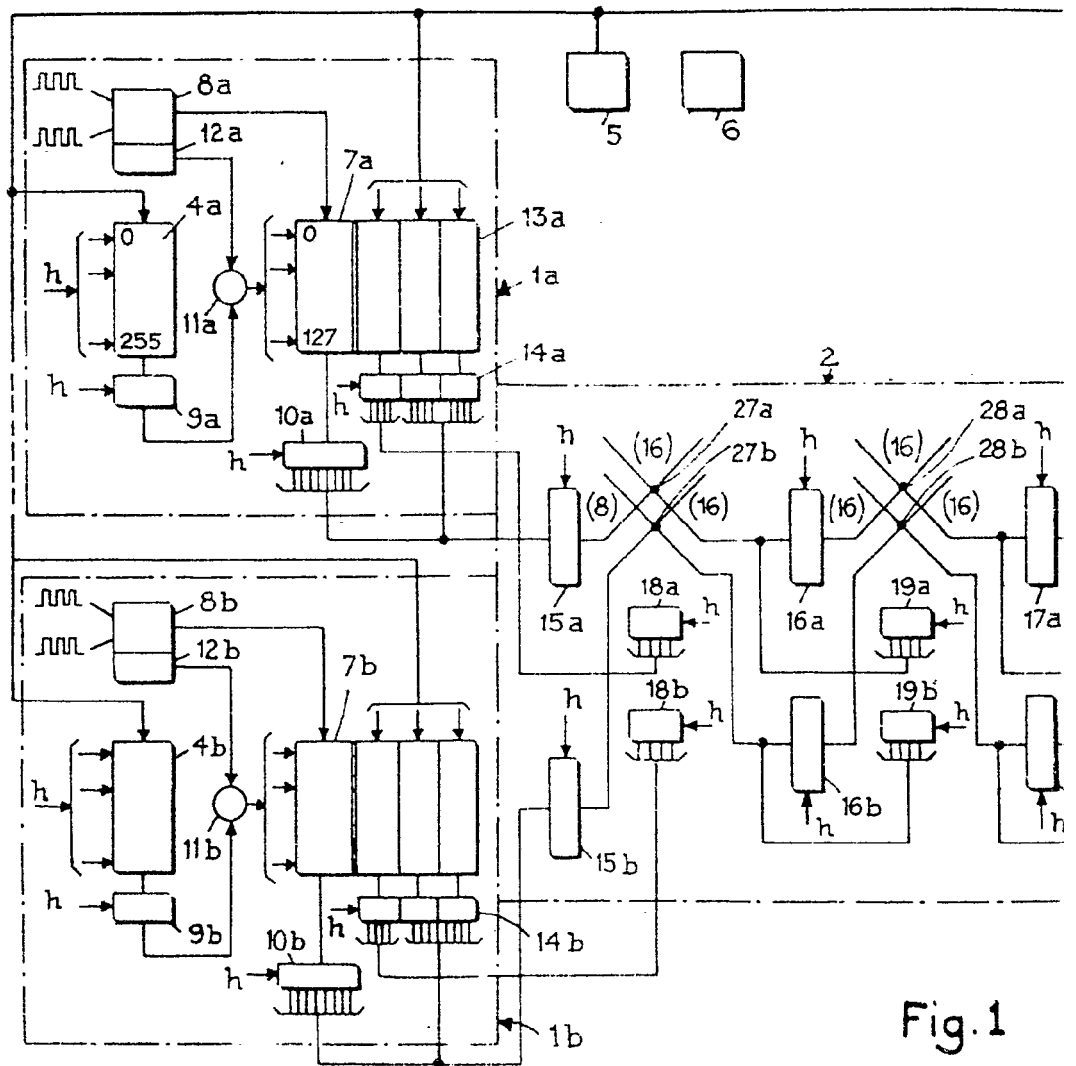 8a
12a
5
6
7a
4a
0
0
13a
h
11a
1a
255
127
14a
h
9a
h
10a
h
2
27a
28a
h
(16)
(16)
h
27b
28b
(8)
(16)
(16)
(16)
15a
18a
16a
19a
17a
h
h
8b
12b
7b
18b
19b
h
h
h
4b
h
11b
16b
h
h
15b
h
9b
h
14b
10b
h
1b
Fig.1